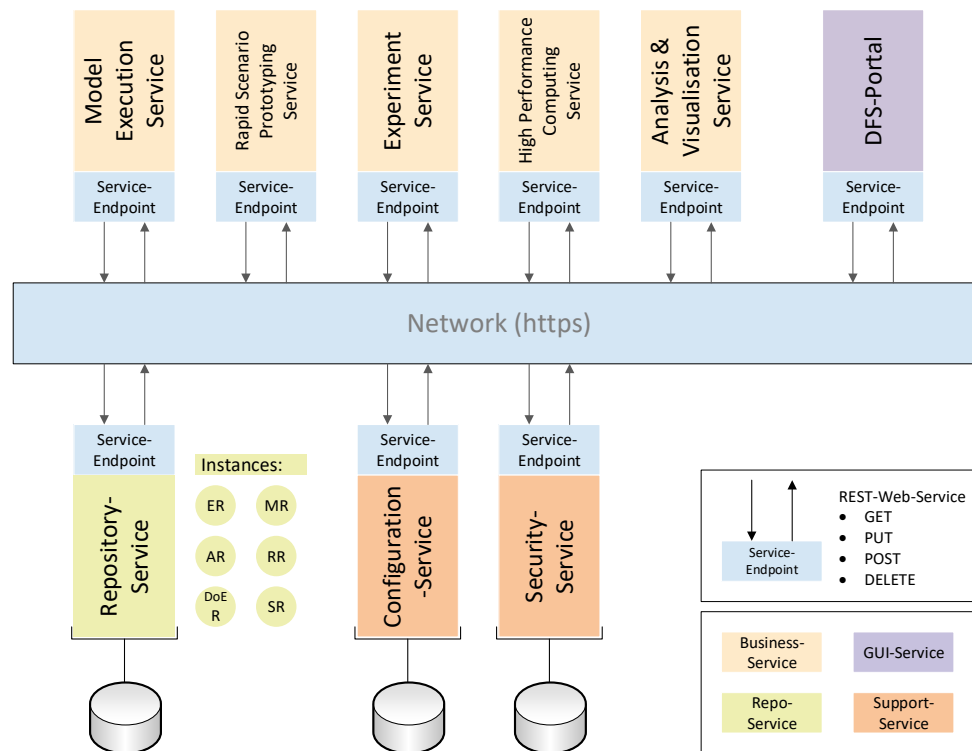 Model
Execution
Service
Rapid Scenario
Prototyping
Service
Experiment
Service
High Performance
Computing
Service
Analysis &
Visualisation
Service
DFS-Portal
Service-
Endpoint
Service-
Endpoint
Service-
Endpoint
Service-
Endpoint
Service-
Endpoint
Service-
Endpoint
Network (https)
Service-
Endpoint
Service-
Endpoint
Service-
Endpoint
Repository-
Service
Instances:
ER
MR
AR
RR
DoE
R
SR
Configuration
-Service
Security-
Service
Service-
Endpoint
REST-Web-Service
• GET
• PUT
• POST
• DELETE
Business-
Service
GUI-Service
Repo-
Service
Support-
Service